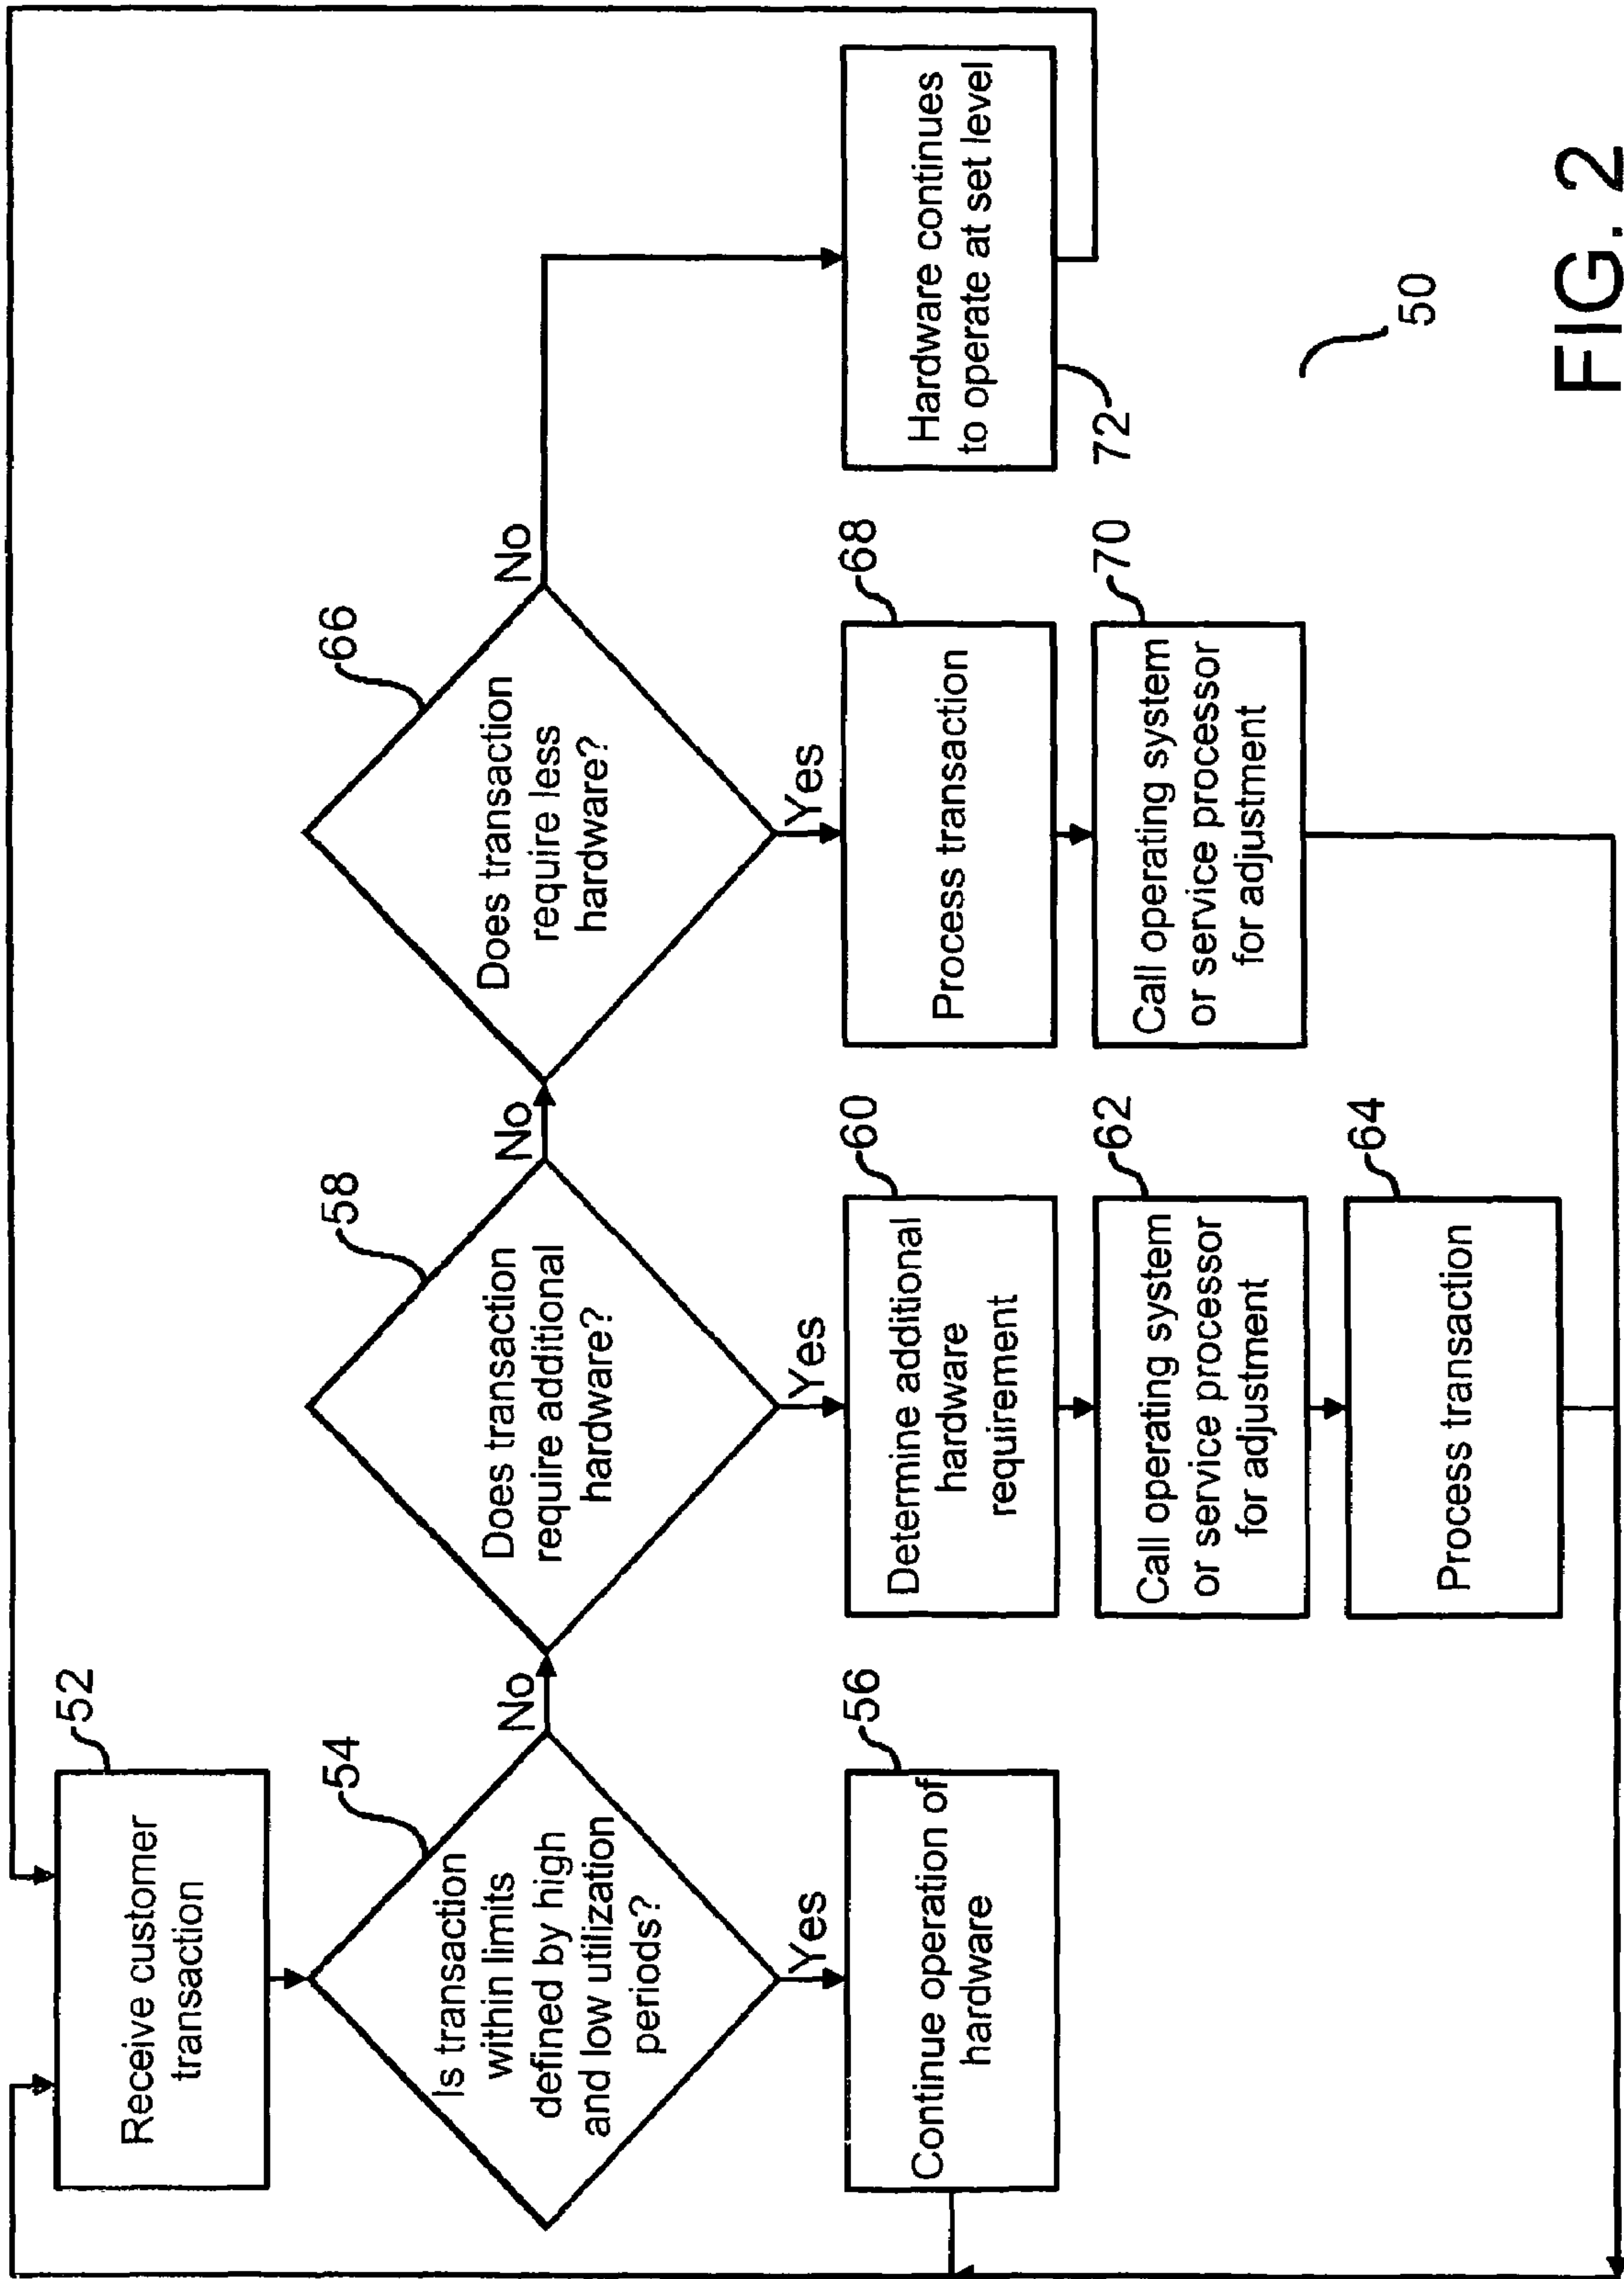 52
Receive customer
transaction
54
Is transaction
within limits
defined by high
and low utilization
periods?
No
Yes
56
Continue operation of
hardware
58
Does transaction
require additional
hardware?
No
Yes
60
Determine additional
hardware
requirement
62
Call operating system
or service processor
for adjustment
64
Process transaction
66
Does transaction
require less
hardware?
No
Yes
68
Process transaction
70
Call operating system
or service processor
for adjustment
Hardware continues
to operate at set level
72
50
FIG. 2